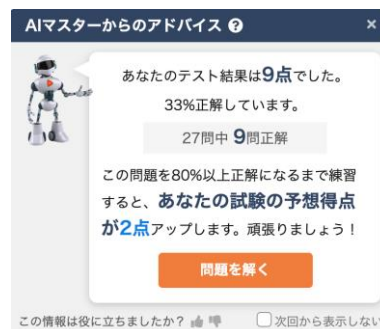 AIマスターからのアドバイス ?
×
あなたのテスト結果は9点でした。
33%正解しています。
27問中 9問正解
この問題を80%以上正解になるまで練習
すると、あなたの試験の予想得点
が2点アップします。頑張りましょう！
問題を解く
この情報は役に立ちましたか？
次回から表示しない